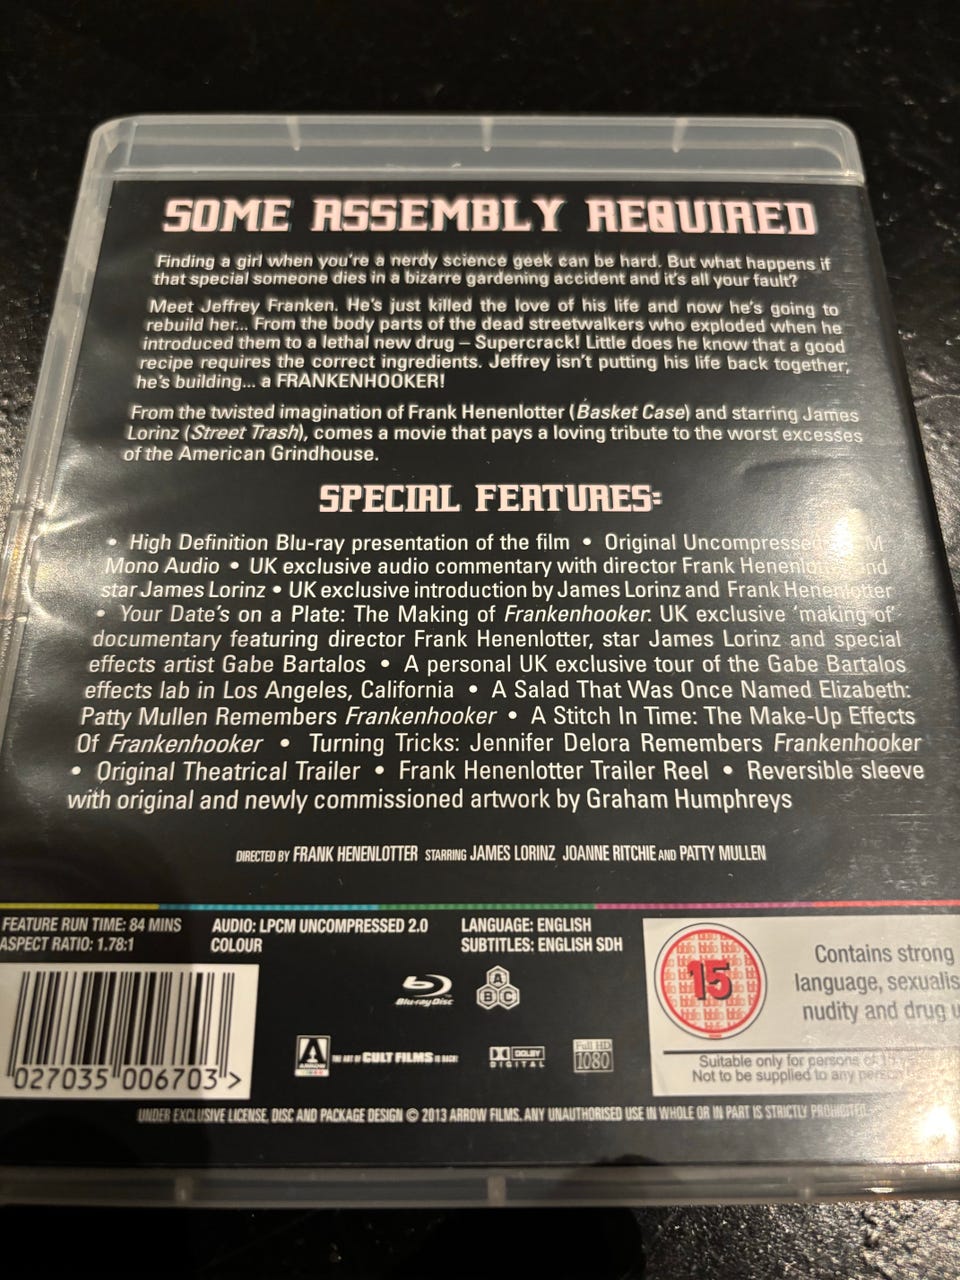 SOME ASSEMBLY REQUIRED
Finding a girl when you're a nerdy science geek can be hard. But what happens if
that special someone dies in a bizarre gardening accident and it's all your fault?
Meet Jeffrey Franken. He's just killed the love of his life and now he's going to
rebuild her... From the body parts of the dead streetwalkers who exploded when he
introduced them to a lethal new drug – Supercrack! Little does he know that a good
recipe requires the correct ingredients. Jeffrey isn't putting his life back together;
he's building... a FRANKENHOOKER!
From the twisted imagination of Frank Henenlotter (Basket Case) and starring James
Lorinz (Street Trash), comes a movie that pays a loving tribute to the worst excesses
of the American Grindhouse.
SPECIAL FEATURES:
• High Definition Blu-ray presentation of the film • Original Uncompressed
Mono Audio • UK exclusive audio commentary with director Frank Henenlotter and
star James Lorinz • UK exclusive introduction by James Lorinz and Frank Henenlotter
• Your Date's on a Plate: The Making of Frankenhooker. UK exclusive 'making of'
documentary featuring director Frank Henenlotter, star James Lorinz and special
effects artist Gabe Bartalos • A personal UK exclusive tour of the Gabe Bartalos
effects lab in Los Angeles, California • A Salad That Was Once Named Elizabeth:
Patty Mullen Remembers Frankenhooker • A Stitch In Time: The Make-Up Effects
Of Frankenhooker • Turning Tricks: Jennifer Delora Remembers Frankenhooker
• Original Theatrical Trailer • Frank Henenlotter Trailer Reel • Reversible sleeve
with original and newly commissioned artwork by Graham Humphreys
DIRECTED BY FRANK HENENLOTTER STARRING JAMES LORINZ JOANNE RITCHIE AND PATTY MULLEN
FEATURE RUN TIME: 84 MINS
ASPECT RATIO: 1.78:1
AUDIO: LPCM UNCOMPRESSED 2.0
COLOUR
LANGUAGE: ENGLISH
SUBTITLES: ENGLISH SDH
Blu-ray Disc
A
B C
15
Contains strong
language, sexualis
nudity and drug u
Suitable only for persons of
Not to be supplied to any person
027035 006703 >
ARROW
THE ART OF CULT FILMS IS BACK!
DOLBY
DIGITAL
Full HD
1080
UNDER EXCLUSIVE LICENSE, DISC AND PACKAGE DESIGN © 2013 ARROW FILMS. ANY UNAUTHORISED USE IN WHOLE OR IN PART IS STRICTLY PROHIBITED.